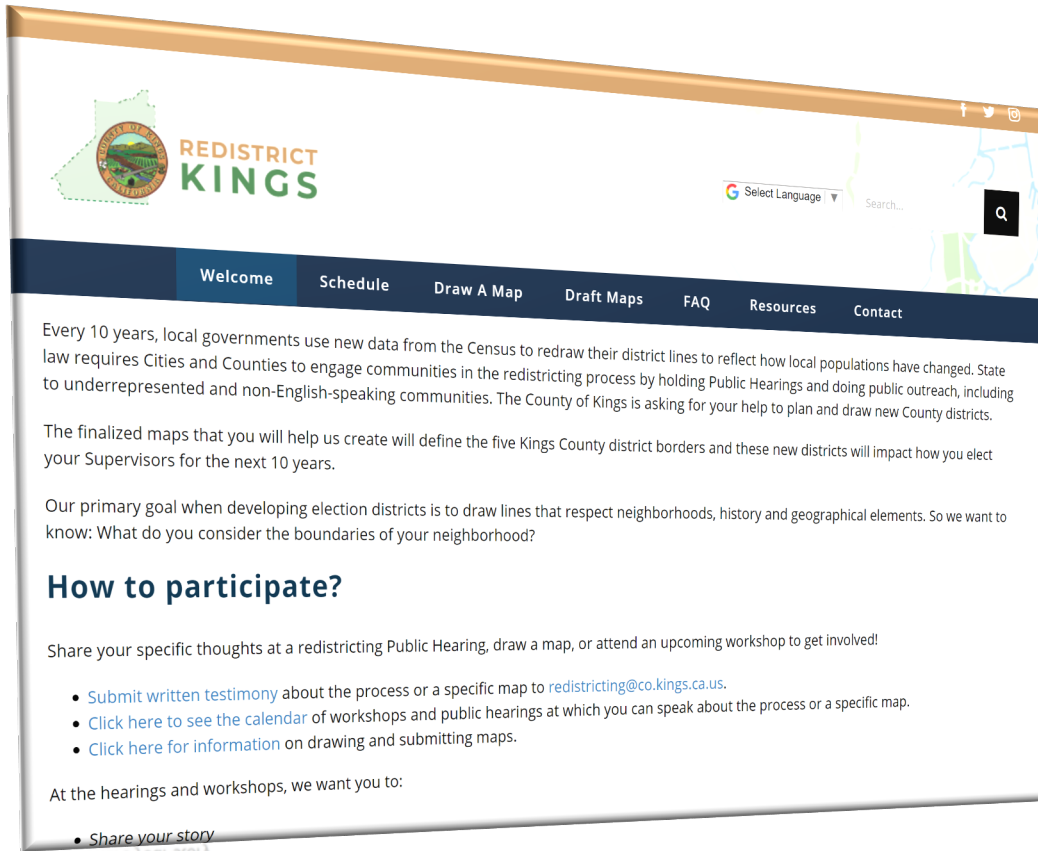 COUNTY OF KINGS
CALIFORNIA
REDISTRICT
KINGS
Select Language ▼
Search...
Welcome Schedule Draw A Map Draft Maps FAQ Resources Contact
Every 10 years, local governments use new data from the Census to redraw their district lines to reflect how local populations have changed. State
law requires Cities and Counties to engage communities in the redistricting process by holding Public Hearings and doing public outreach, including
to underrepresented and non-English-speaking communities. The County of Kings is asking for your help to plan and draw new County districts.
The finalized maps that you will help us create will define the five Kings County district borders and these new districts will impact how you elect
your Supervisors for the next 10 years.
Our primary goal when developing election districts is to draw lines that respect neighborhoods, history and geographical elements. So we want to
know: What do you consider the boundaries of your neighborhood?
How to participate?
Share your specific thoughts at a redistricting Public Hearing, draw a map, or attend an upcoming workshop to get involved!
• Submit written testimony about the process or a specific map to redistricting@co.kings.ca.us.
• Click here to see the calendar of workshops and public hearings at which you can speak about the process or a specific map.
• Click here for information on drawing and submitting maps.
At the hearings and workshops, we want you to:
• Share your story